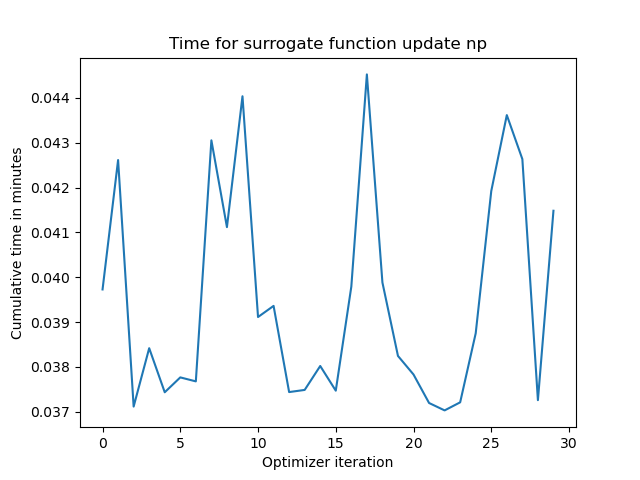 Time for surrogate function update np
Cumulative time in minutes
0.044
0.043
0.042
0.041
0.040
0.039
0.038
0.037
0 5 10 15 20 25 30
Optimizer iteration